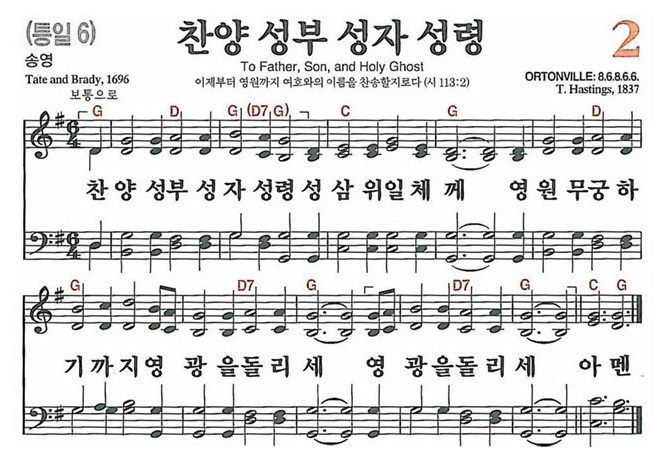 (통일 6)
찬양 성부 성자 성령
2
송영
To Father, Son, and Holy Ghost
Tate and Brady, 1696
이제부터 영원까지 여호와의 이름을 찬송할지로다 (시 113:2)
ORTONVILLE: 8.6.8.6.6.
T. Hastings, 1837
보통으로
G D G (D7 G) C G G D
6 4
찬 양 성부 성 자 성령 성 삼 위일 체 께 영 원 무궁 하
6 4
G D7 G D7 G C G
기 까지 영 광 을돌 리 세 영 광을돌리 세 아 멘